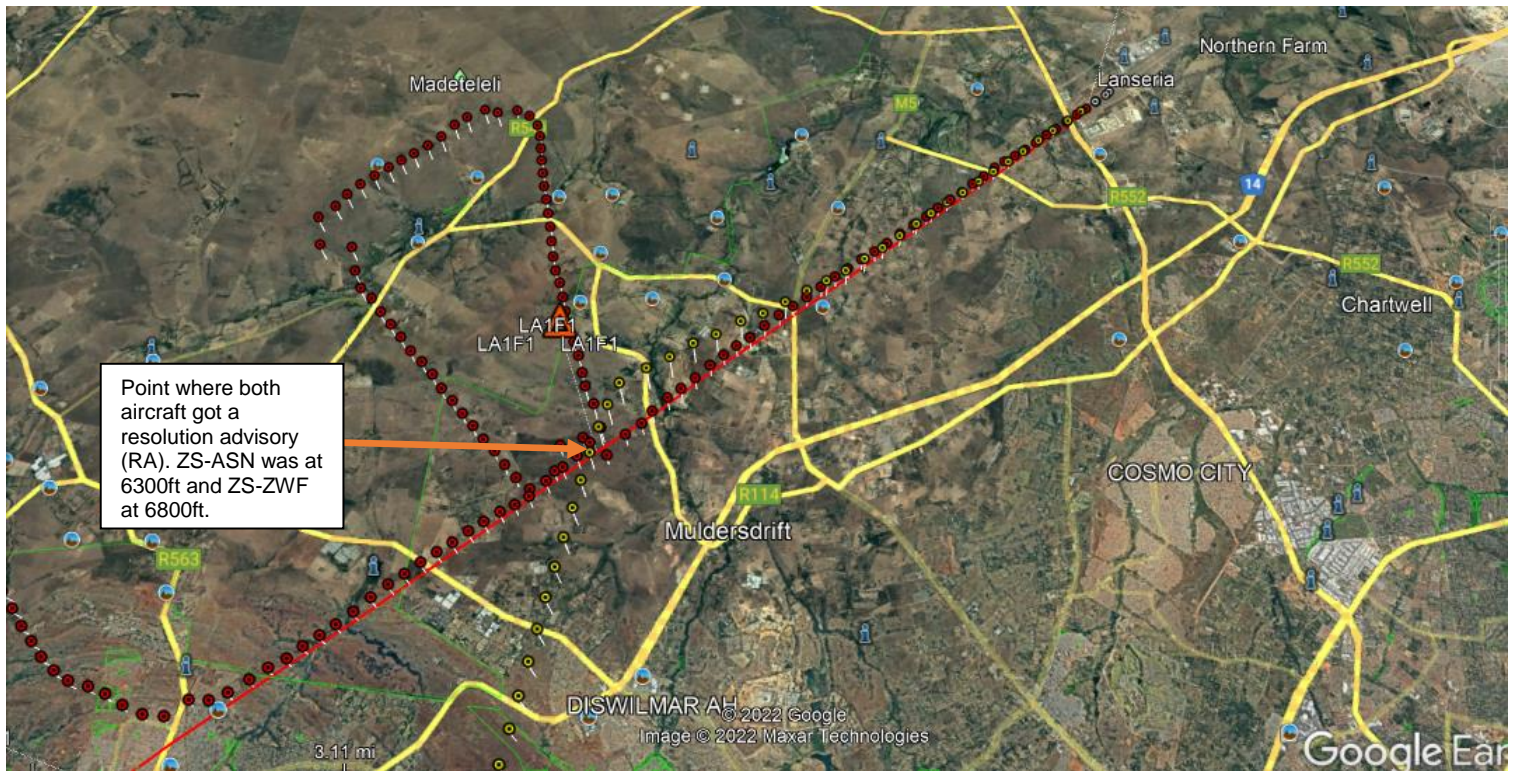 Northern Farm
Madeteleli
Lanseria
M5
14
R552
R552
Chartwell
LA1F1
LA1F1
LA1F1
Point where both
aircraft got a
resolution advisory
(RA). ZS-ASN was at
6300ft and ZS-ZWF
at 6800ft.
COSMO CITY
R114
Muldersdrift
R563
DISWILMAR AH
© 2022 Google
Image © 2022 Maxar Technologies
3.11 mi
Google Ear